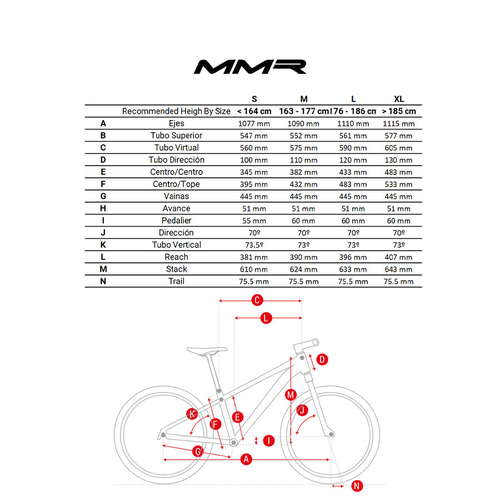 MMR
S M L XL
Recommended Heigh By Size < 164 cm 163 - 177 cm 176 - 186 cn > 185 cm
A Ejes 1077 mm 1090 mm 1110 mm 1115 mm
B Tubo Superior 547 mm 552 mm 561 mm 577 mm
C Tubo Virtual 560 mm 575 mm 590 mm 605 mm
D Tubo Dirección 100 mm 110 mm 120 mm 130 mm
E Centro/Centro 345 mm 382 mm 433 mm 483 mm
F Centro/Tope 395 mm 432 mm 483 mm 533 mm
G Vainas 445 mm 445 mm 445 mm 445 mm
H Avance 51 mm 51 mm 51 mm 51 mm
I Pedalier 55 mm 60 mm 60 mm 60 mm
J Dirección 70º 70º 70º 70º
K Tubo Vertical 73.5º 73º 73º 73º
L Reach 381 mm 390 mm 396 mm 407 mm
M Stack 610 mm 624 mm 633 mm 643 mm
N Trail 75.5 mm 75.5 mm 75.5 mm 75.5 mm
C
L
D
M
K
J
E
F
I
G
A
N